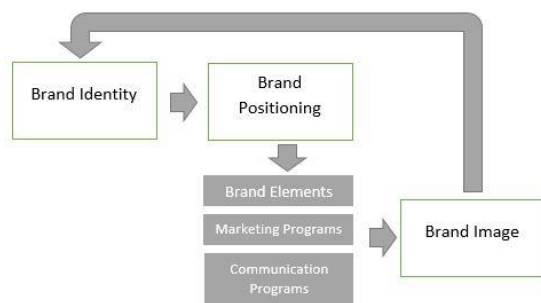 Brand Identity
Brand
Positioning
Brand Elements
Marketing Programs
Communication
Programs
Brand Image